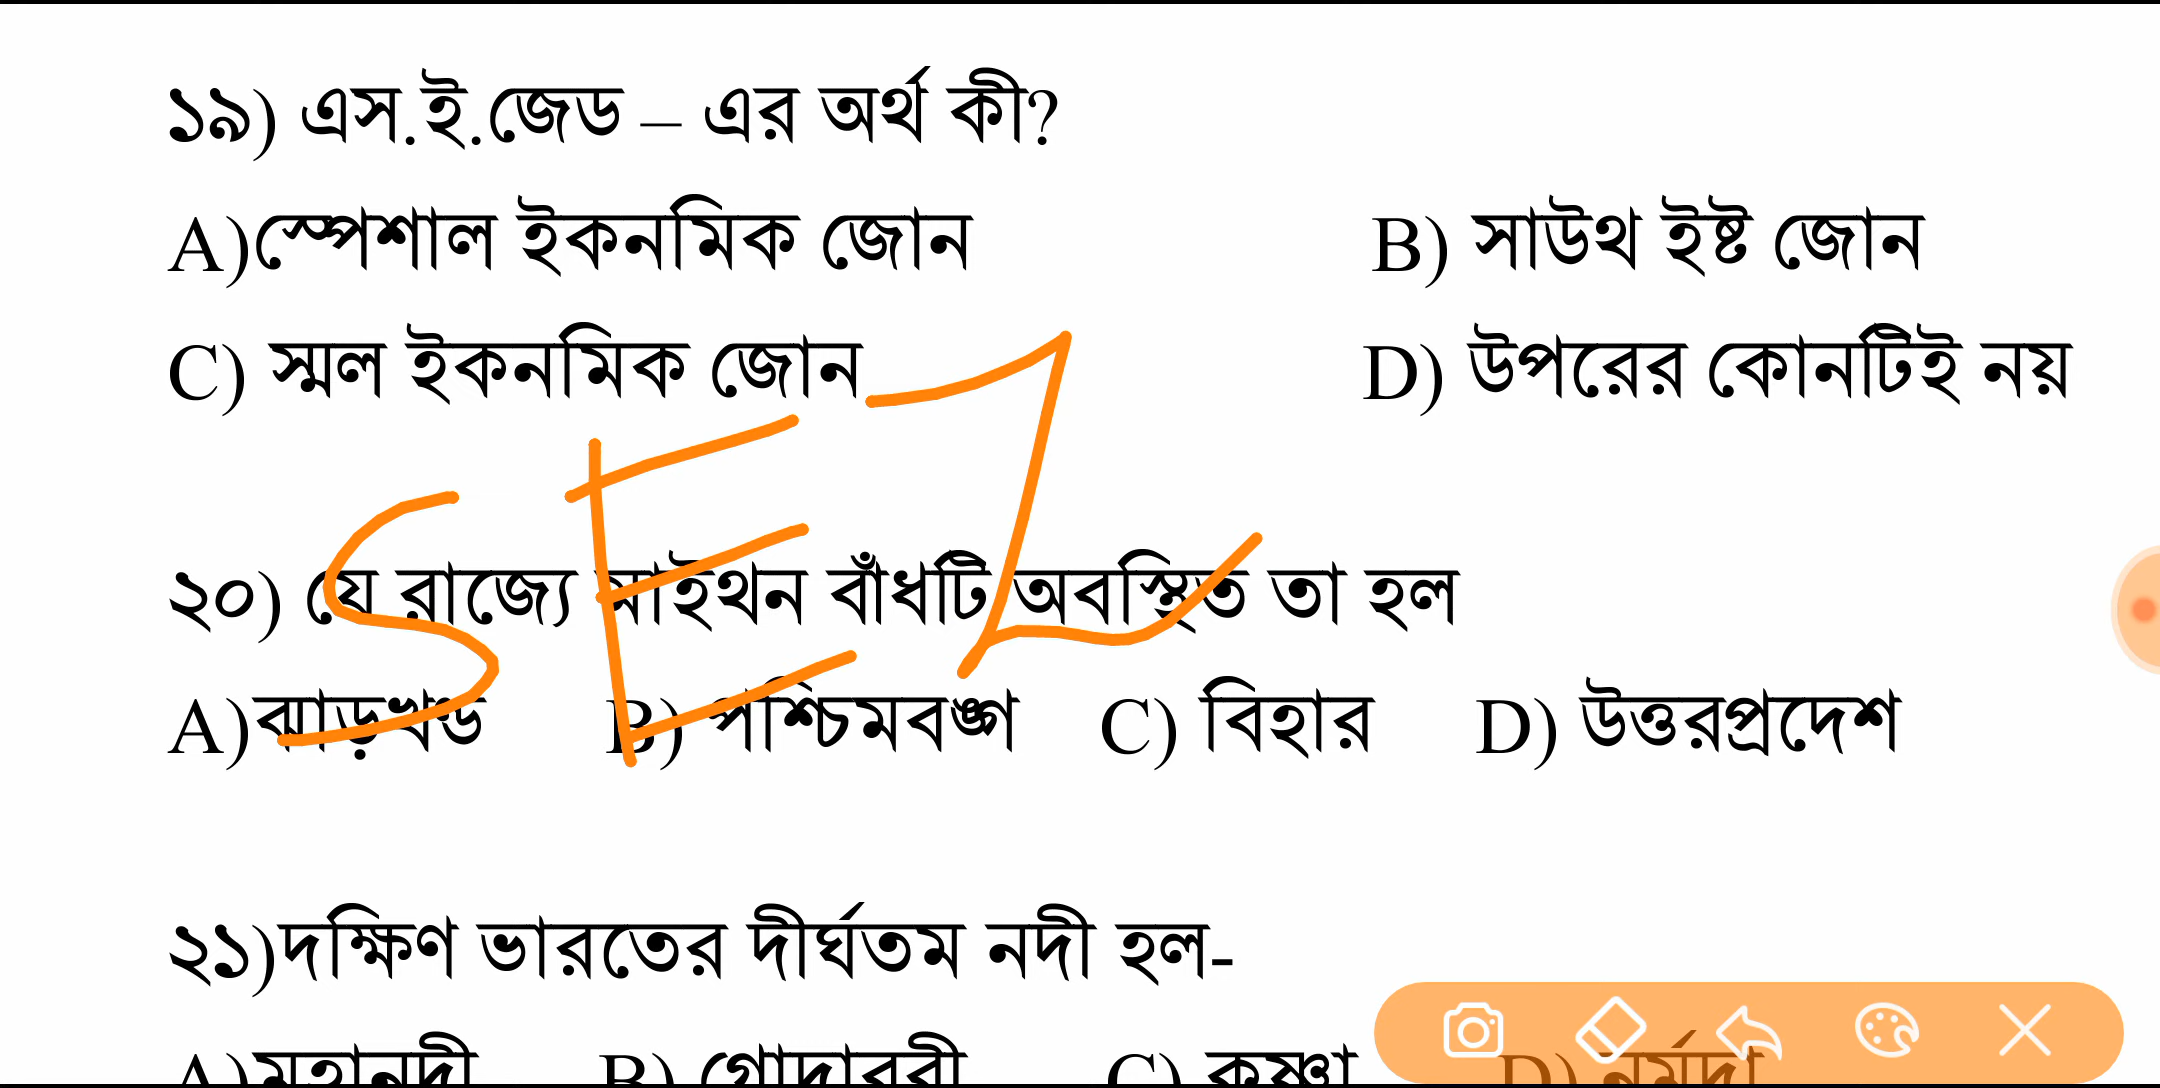 ১৯) এস.ই.জেড – এর অর্থ কী?
A)স্পেশাল ইকনমিক জোন B) সাউথ ইষ্ট জোন
C) স্মল ইকনমিক জোন D) উপরের কোনটিই নয়
SEZ
২০) যে রাজ্যে মাইথন বাঁধটি অবস্থিত তা হল
A)ঝাড়খণ্ড B) পশ্চিমবঙ্গ C) বিহার D) উত্তরপ্রদেশ
২১)দক্ষিণ ভারতের দীর্ঘতম নদী হল-
A)মহানদী B) গোদাবরী C) কৃষ্ণা D) নর্মদা